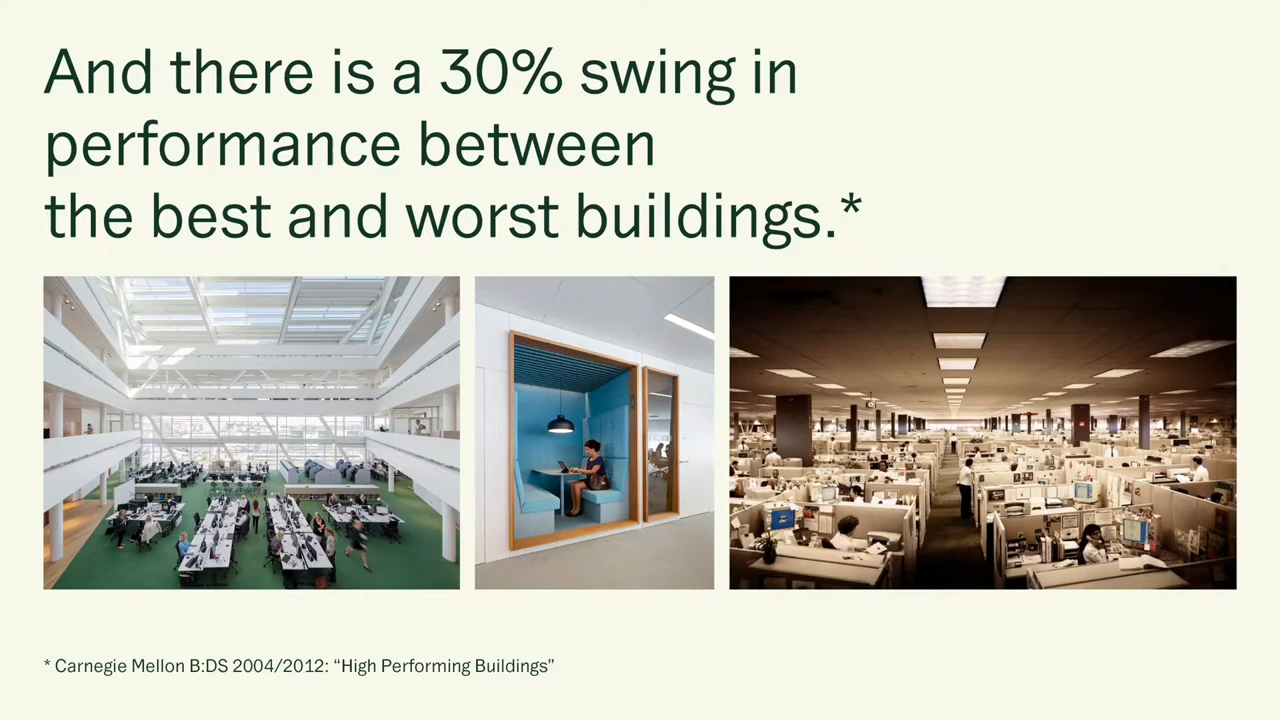 And there is a 30% swing in
performance between
the best and worst buildings.*
* Carnegie Mellon B:DS 2004/2012: “High Performing Buildings”